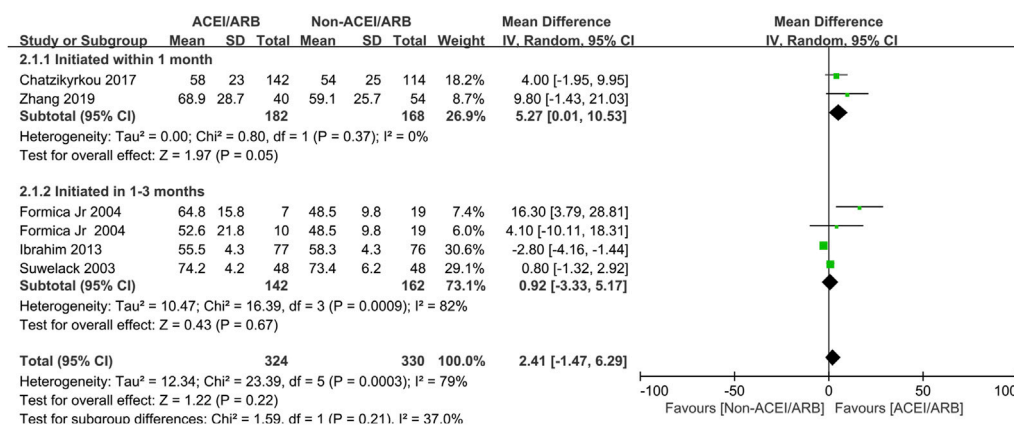 ACEI/ARB Non-ACEI/ARB Mean Difference Mean Difference
Study or Subgroup Mean SD Total Mean SD Total Weight IV, Random, 95% CI IV, Random, 95% CI
2.1.1 Initiated within 1 month
Chatzikyrkou 2017 58 23 142 54 25 114 18.2% 4.00 [-1.95, 9.95]
Zhang 2019 68.9 28.7 40 59.1 25.7 54 8.7% 9.80 [-1.43, 21.03]
Subtotal (95% CI) 182 168 26.9% 5.27 [0.01, 10.53]
Heterogeneity: Tau² = 0.00; Chi² = 0.80, df = 1 (P = 0.37); I² = 0%
Test for overall effect: Z = 1.97 (P = 0.05)
2.1.2 Initiated in 1-3 months
Formica Jr 2004 64.8 15.8 7 48.5 9.8 19 7.4% 16.30 [3.79, 28.81]
Formica Jr 2004 52.6 21.8 10 48.5 9.8 19 6.0% 4.10 [-10.11, 18.31]
Ibrahim 2013 55.5 4.3 77 58.3 4.3 76 30.6% -2.80 [-4.16, -1.44]
Suwelack 2003 74.2 4.2 48 73.4 6.2 48 29.1% 0.80 [-1.32, 2.92]
Subtotal (95% CI) 142 162 73.1% 0.92 [-3.33, 5.17]
Heterogeneity: Tau² = 10.47; Chi² = 16.39, df = 3 (P = 0.0009); I² = 82%
Test for overall effect: Z = 0.43 (P = 0.67)
Total (95% CI) 324 330 100.0% 2.41 [-1.47, 6.29]
Heterogeneity: Tau² = 12.34; Chi² = 23.39, df = 5 (P = 0.0003); I² = 79%
Test for overall effect: Z = 1.22 (P = 0.22)
Test for subgroup differences: Chi² = 1.59, df = 1 (P = 0.21), I² = 37.0%
-100 -50 0 50 100
Favours [Non-ACEI/ARB] Favours [ACEI/ARB]